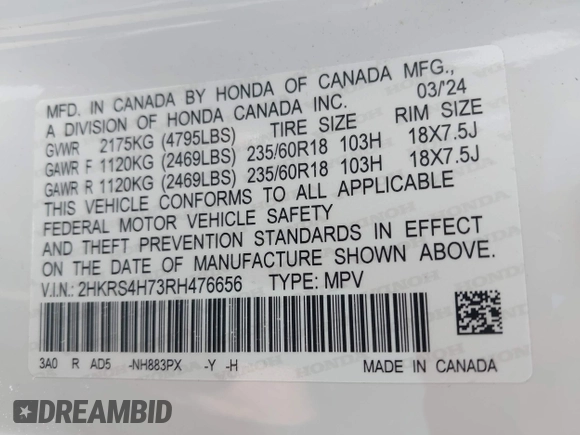 MFD. IN CANADA BY HONDA OF CANADA MFG.,
A DIVISION OF HONDA CANADA INC. 03/'24
GVWR 2175KG (4795LBS) TIRE SIZE RIM SIZE
GAWR F 1120KG (2469LBS) 235/60R18 103H 18X7.5J
GAWR R 1120KG (2469LBS) 235/60R18 103H 18X7.5J
THIS VEHICLE CONFORMS TO ALL APPLICABLE
FEDERAL MOTOR VEHICLE SAFETY
AND THEFT PREVENTION STANDARDS IN EFFECT
ON THE DATE OF MANUFACTURE SHOWN ABOVE.
V.I.N.: 2HKRS4H73RH476656 TYPE: MPV
3A0 R AD5 -NH883PX -Y -H MADE IN CANADA
DREAMBID